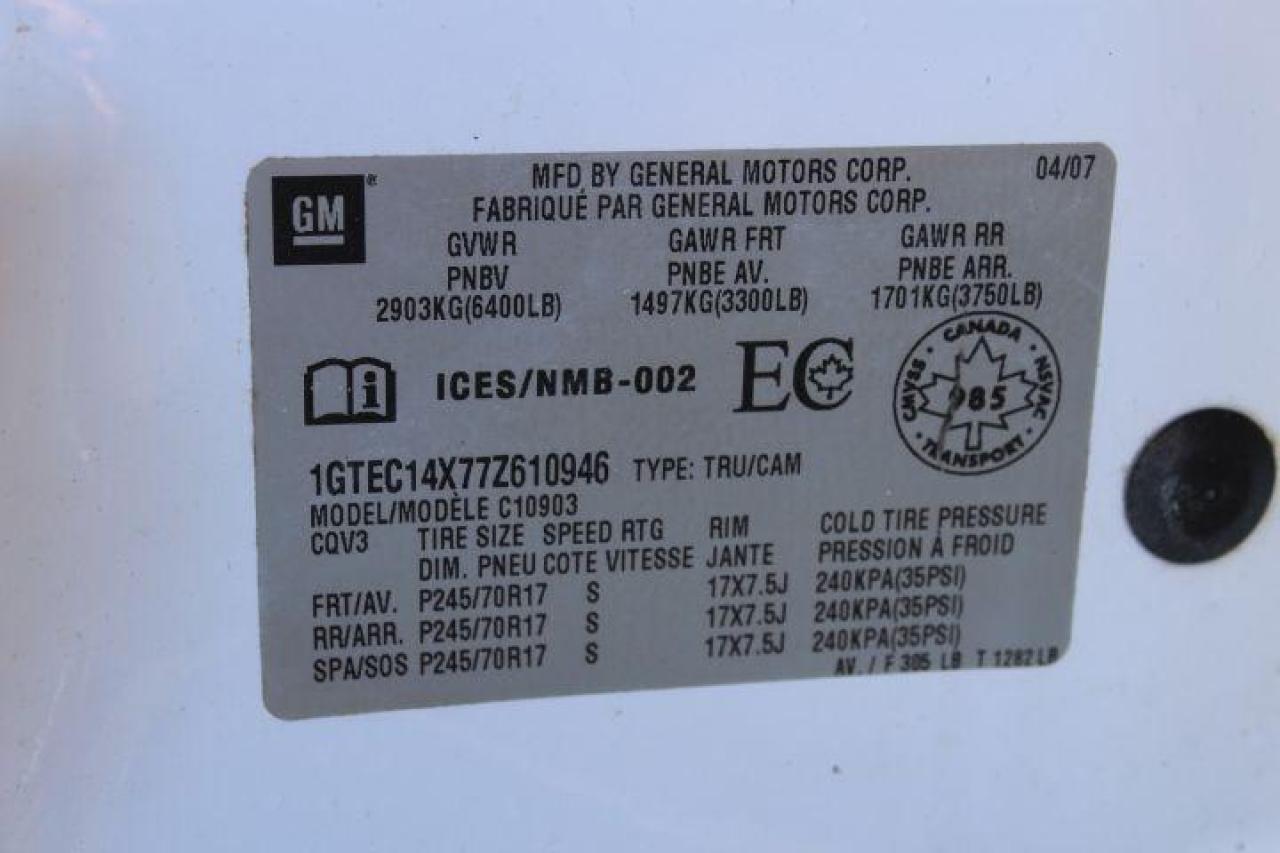 GM®
MFD BY GENERAL MOTORS CORP. 04/07
FABRIQUÉ PAR GENERAL MOTORS CORP.
GVWR GAWR FRT GAWR RR
PNBV PNBE AV. PNBE ARR.
2903KG(6400LB) 1497KG(3300LB) 1701KG(3750LB)
i ICES/NMB-002 EC
CANADA
CMVSS · NSVAC
985
TRANSPORT
1GTEC14X77Z610946 TYPE: TRU/CAM
MODEL/MODÈLE C10903
CQV3 TIRE SIZE SPEED RTG RIM COLD TIRE PRESSURE
DIM. PNEU COTE VITESSE JANTE PRESSION À FROID
FRT/AV. P245/70R17 S 17X7.5J 240KPA(35PSI)
RR/ARR. P245/70R17 S 17X7.5J 240KPA(35PSI)
SPA/SOS P245/70R17 S 17X7.5J 240KPA(35PSI)
AV. / F 305 LB T 1282 LB